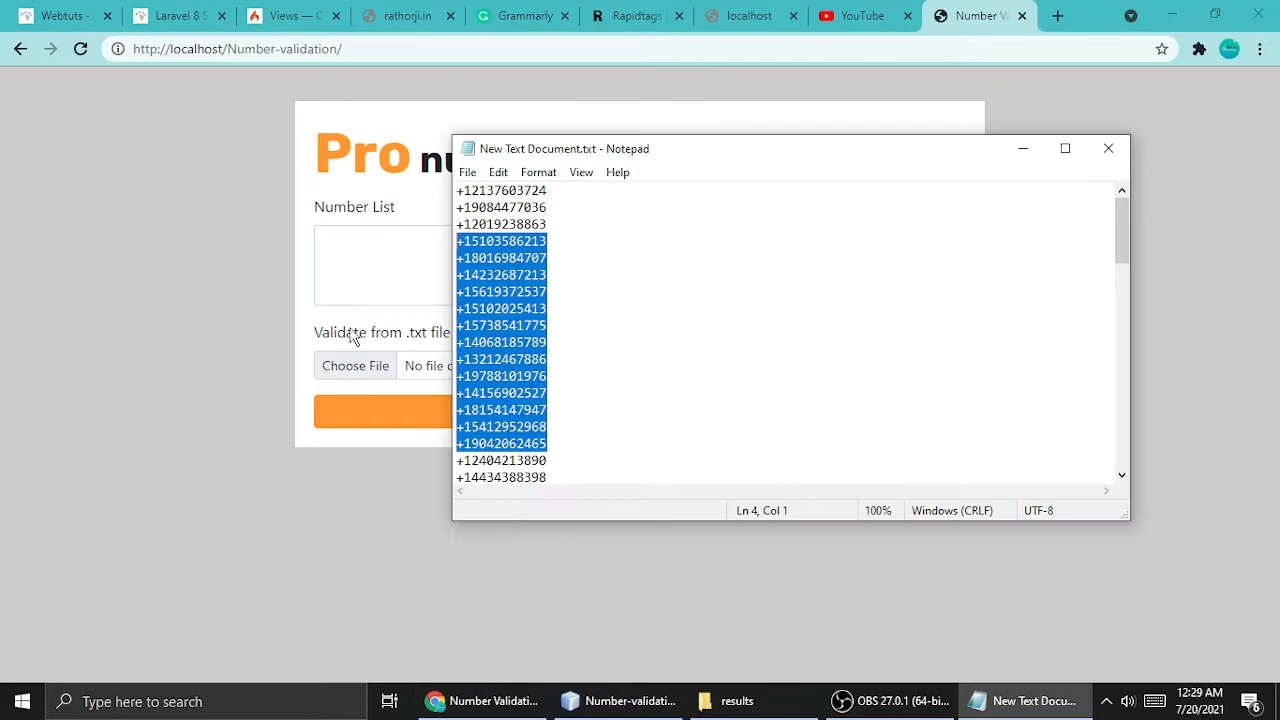 Webtuts -
Laravel 8 S
Views — C
rathorji.in
Grammarly
Rapidtags
localhost
YouTube
Number Va
http://localhost/Number-validation/
Pro nu
Number List
Validate from .txt file
Choose File No file c
New Text Document.txt - Notepad
File Edit Format View Help
+12137603724
+19084477036
+12019238863
+15103586213
+18016984707
+14232687213
+15619372537
+15102025413
+15738541775
+14068185789
+13212467886
+19788101976
+14156902527
+18154147947
+15412952968
+19042062465
+12404213890
+14434388398
Ln 4, Col 1 100% Windows (CRLF) UTF-8
Type here to search
Number Validati...
Number-validati...
results
OBS 27.0.1 (64-bi...
New Text Docu...
12:29 AM
7/20/2021
6